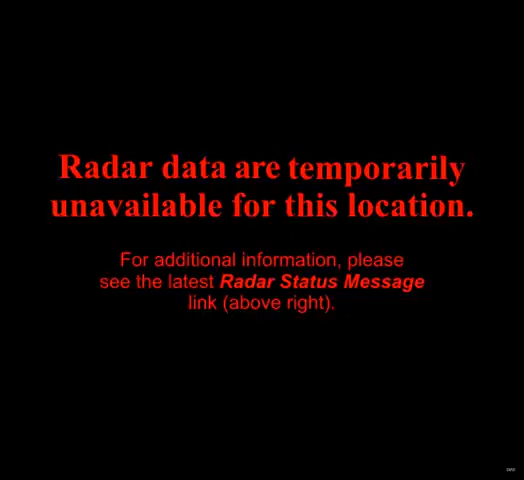 Radar data are temporarily
unavailable for this location.
For additional information, please
see the latest Radar Status Message
link (above right).